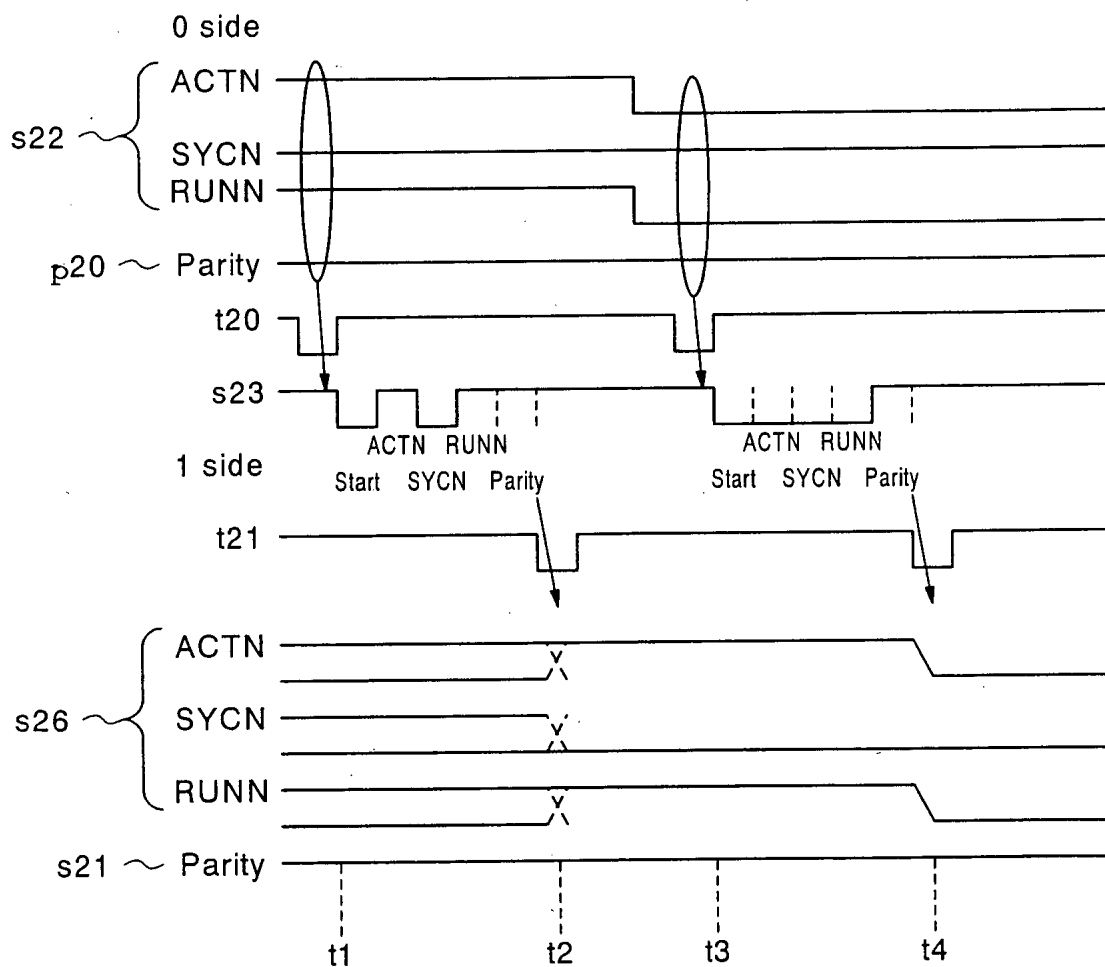 0 side
s22
ACTN
SYCN
RUNN
p20 Parity
t20
s23
ACTN RUNN ACTN RUNN
1 side
Start SYCN Parity Start SYCN Parity
t21
s26
ACTN
SYCN
RUNN
s21 Parity
t1 t2 t3 t4